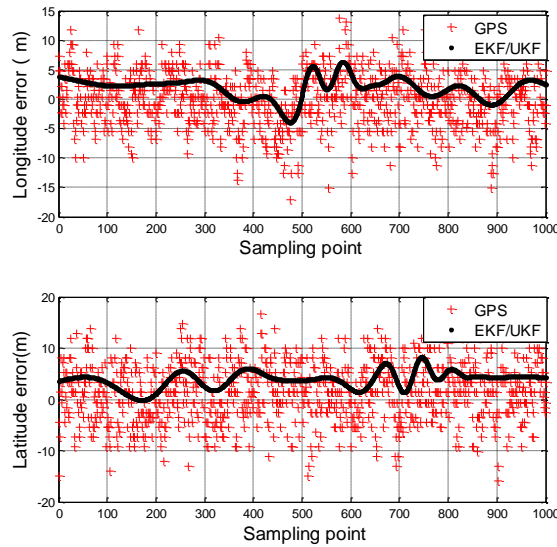 15
10
5
0
-5
-10
-15
-20
Longitude error ( m)
GPS
EKF/UKF
0 100 200 300 400 500 600 700 800 900 1000
Sampling point
20
10
0
-10
-20
Latitude error(m)
GPS
EKF/UKF
0 100 200 300 400 500 600 700 800 900 1000
Sampling point